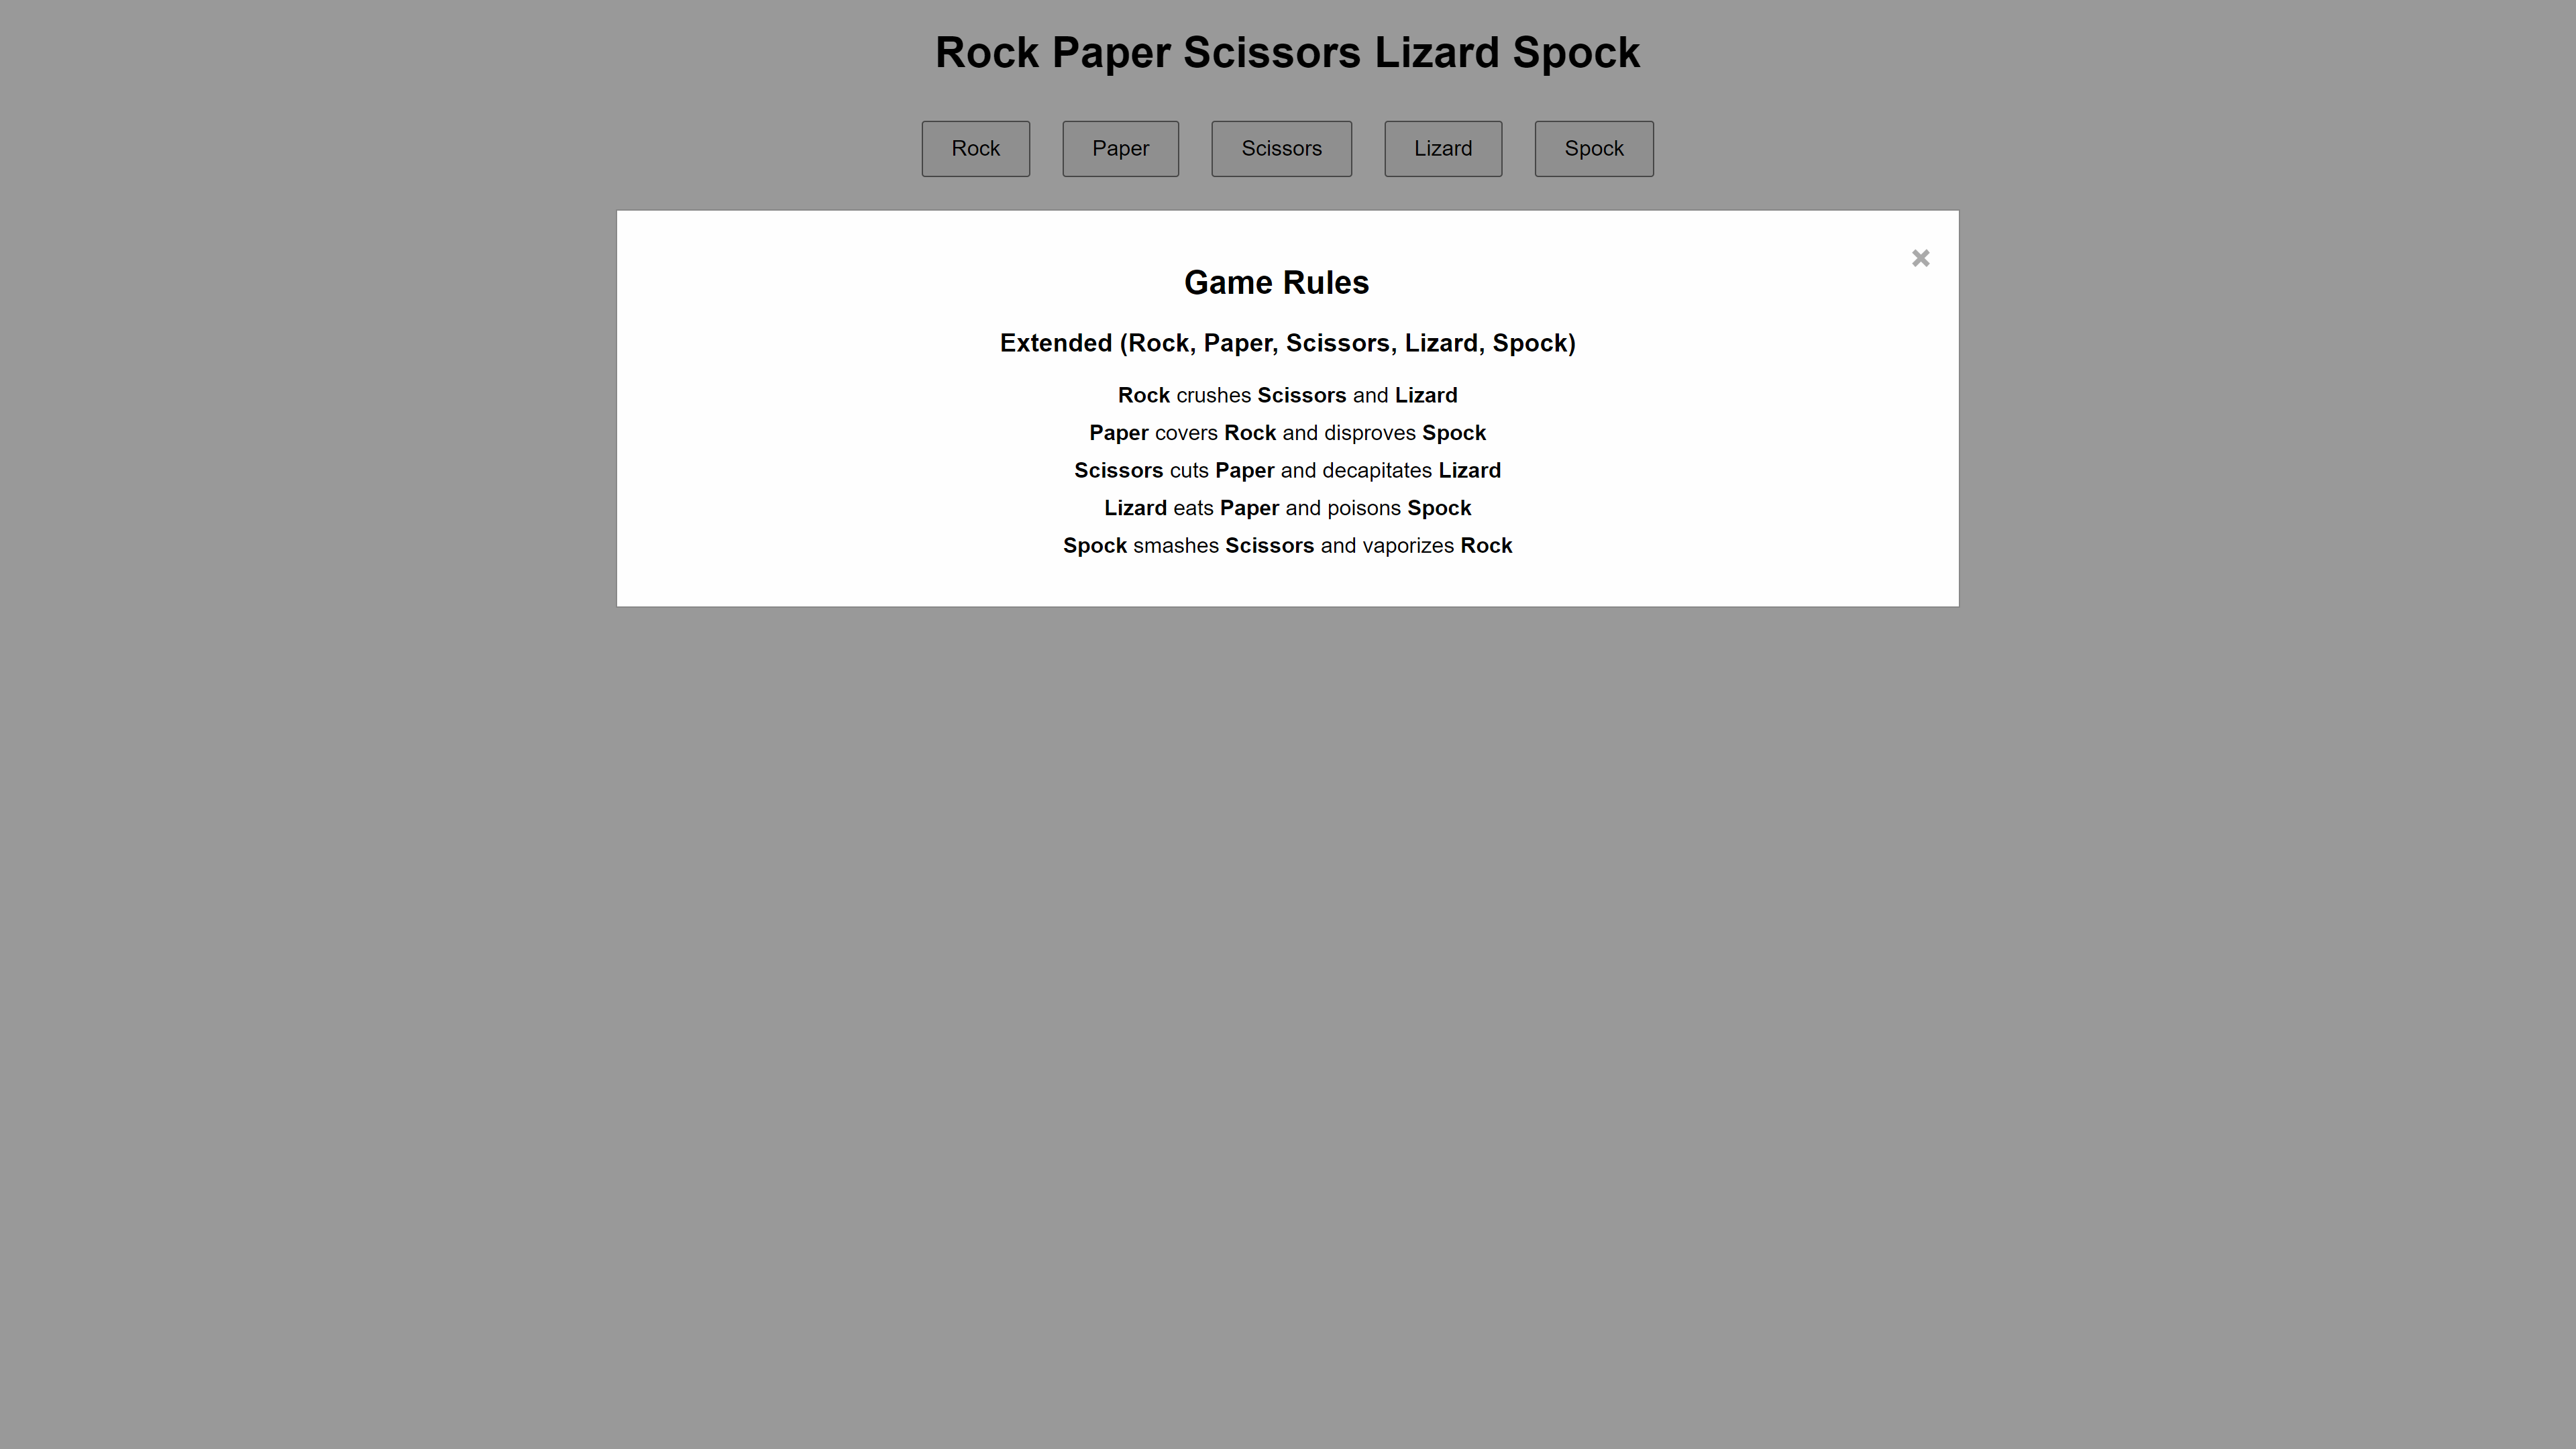 Rock Paper Scissors Lizard Spock
Rock Paper Scissors Lizard Spock
×
Game Rules
Extended (Rock, Paper, Scissors, Lizard, Spock)
Rock crushes Scissors and Lizard
Paper covers Rock and disproves Spock
Scissors cuts Paper and decapitates Lizard
Lizard eats Paper and poisons Spock
Spock smashes Scissors and vaporizes Rock